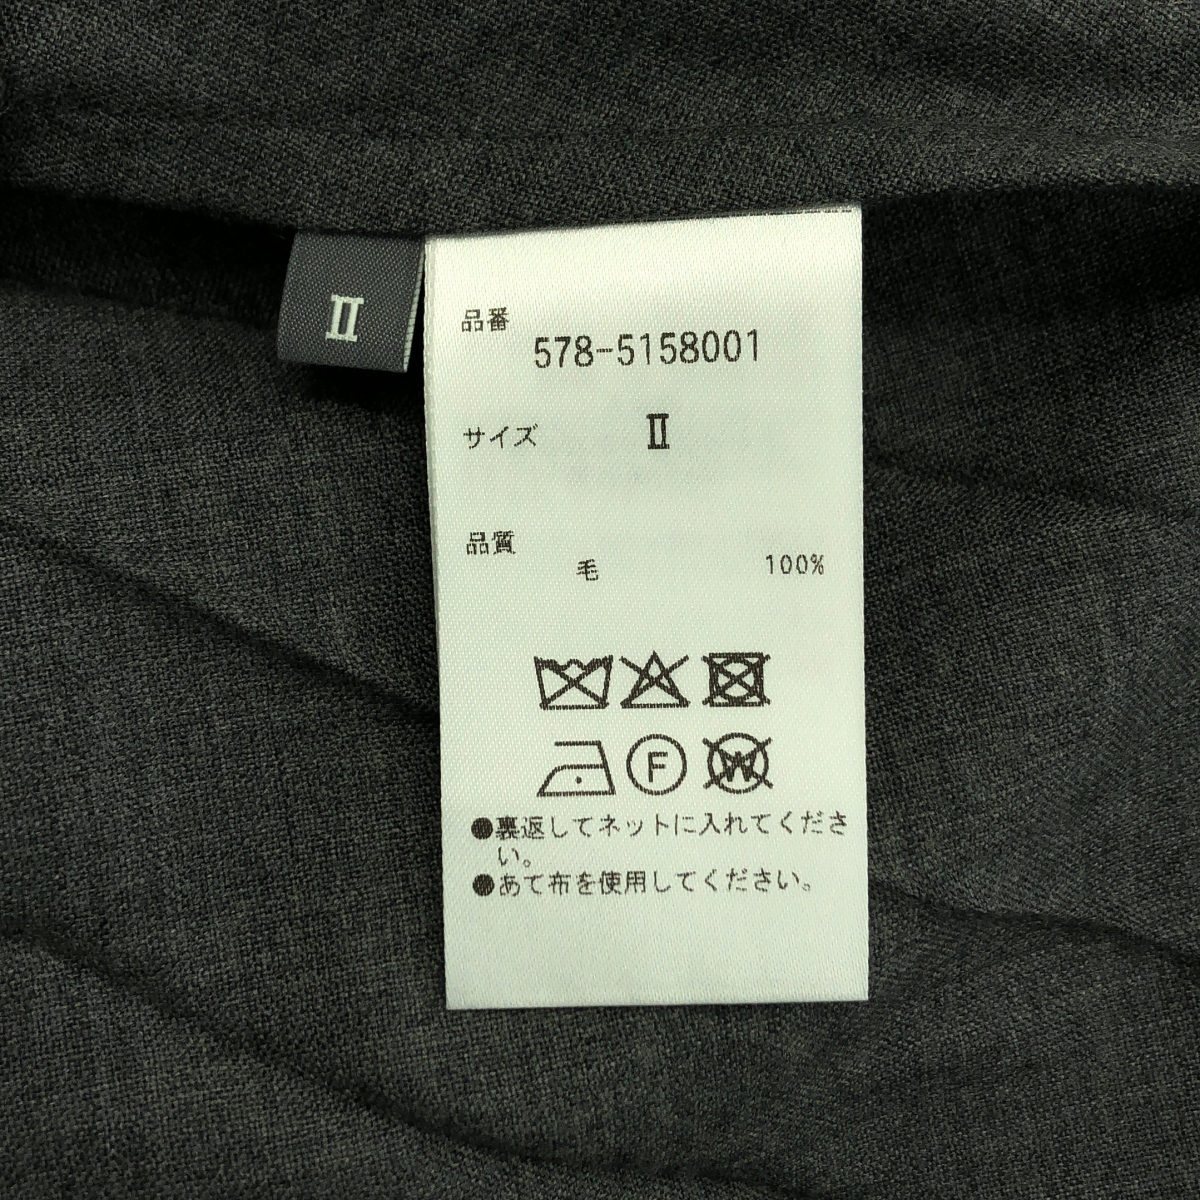 Ⅱ
品番
578-5158001
サイズ Ⅱ
品質
毛 100%
F W
●裏返してネットに入れてくださ
い。
●あて布を使用してください。